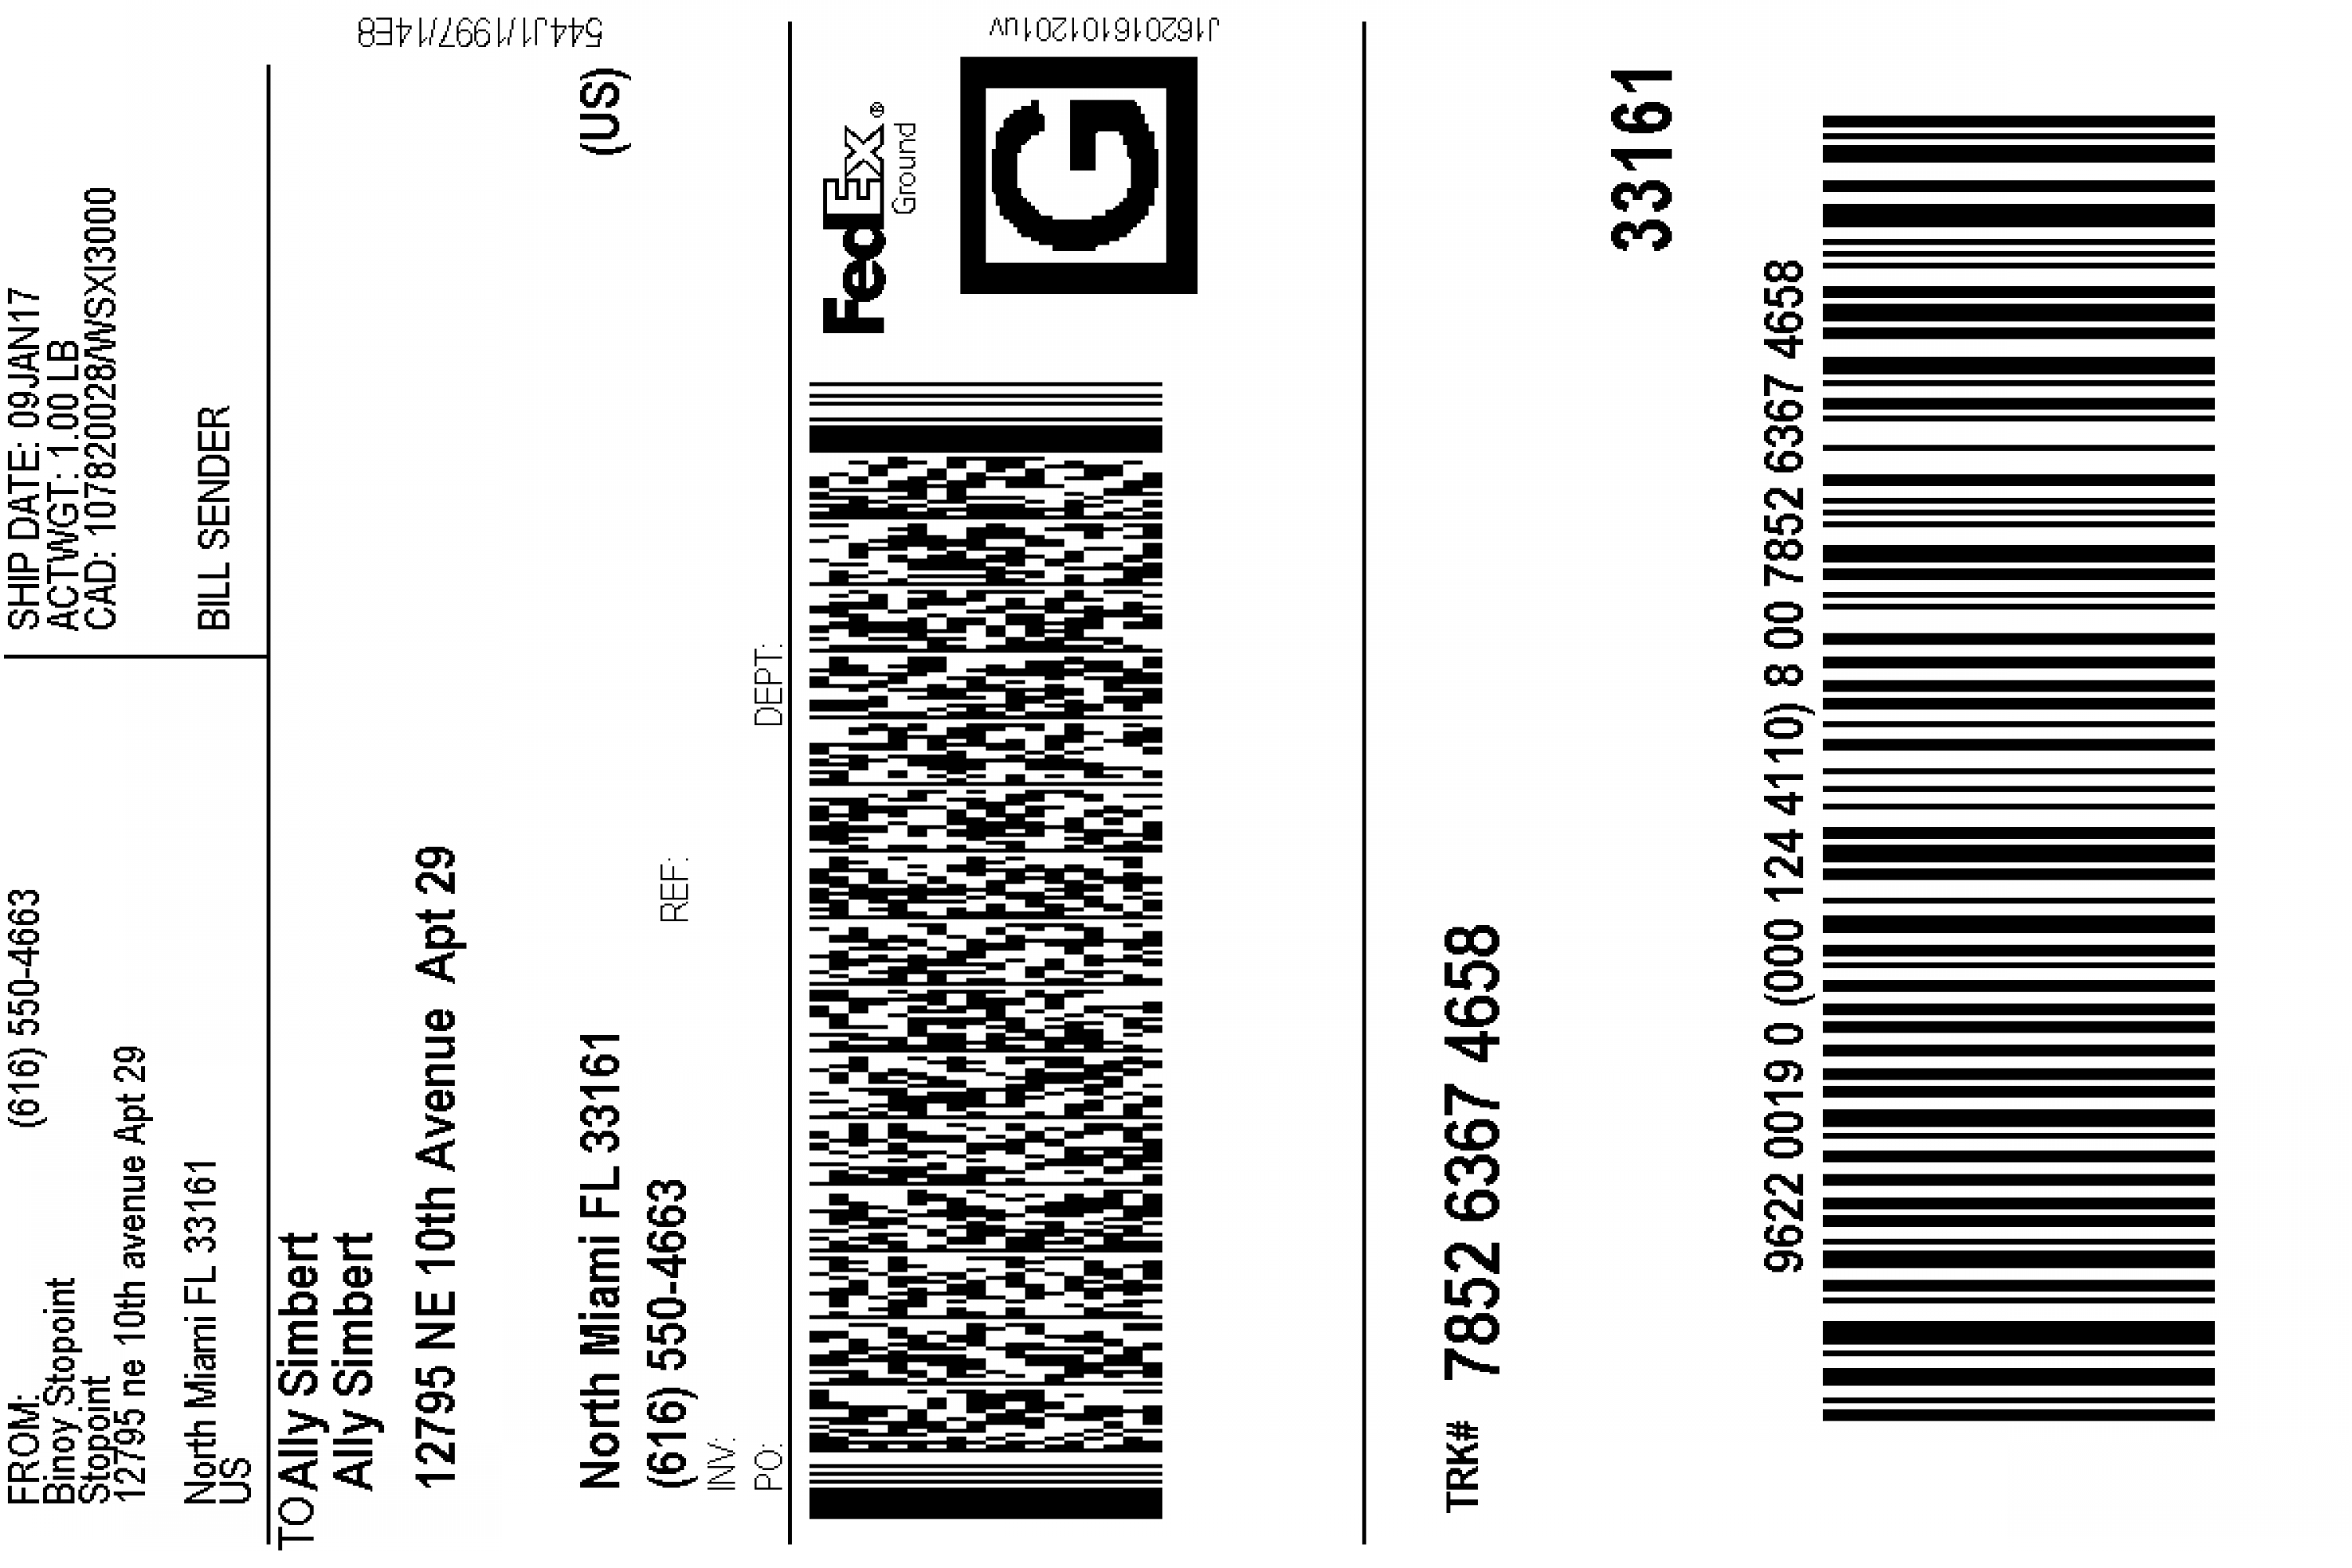 FROM: (616) 550-4663
Binoy Stopoint
Stopoint
12795 ne 10th avenue Apt 29
North Miami FL 33161
US
SHIP DATE: 09JAN17
ACTWGT: 1.00 LB
CAD: 107820028/WSXI3000
BILL SENDER
TO Ally Simbert
Ally Simbert
12795 NE 10th Avenue Apt 29
North Miami FL 33161 (US)
(616) 550-4663
REF:
INV:
PO: DEPT:
544J1/1997/14E8
FedEx®
Ground
G
J162016101201uv
TRK# 7852 6367 4658
33161
9622 0019 0 (000 124 4110) 8 00 7852 6367 4658